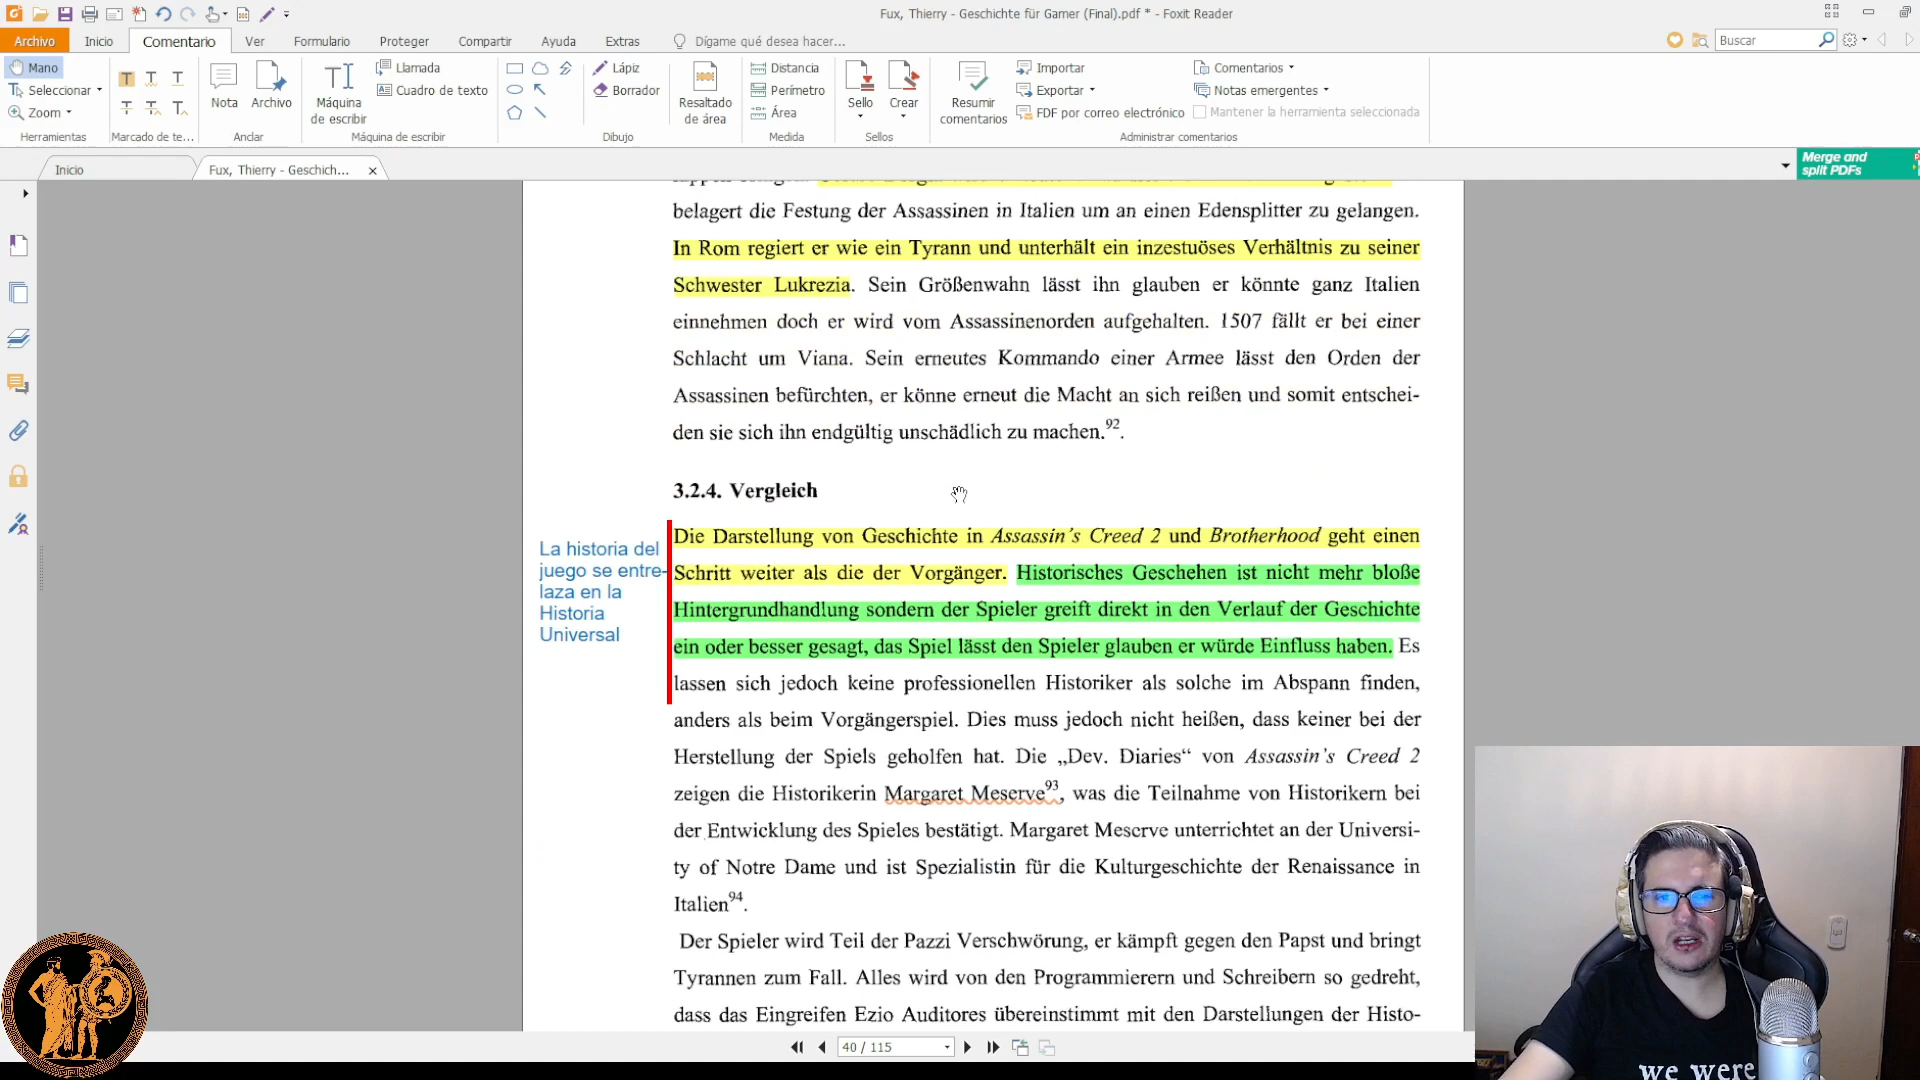 Fux, Thierry - Geschichte für Gamer (Final).pdf * - Foxit Reader
Archivo
Inicio
Comentario
Ver
Formulario
Proteger
Compartir
Ayuda
Extras
Dígame qué desea hacer...
Buscar
Mano
Seleccionar
Zoom
Herramientas
Marcado de te...
Nota
Archivo
Anclar
Máquina
de escribir
Llamada
Cuadro de texto
Máquina de escribir
Lápiz
Borrador
Dibujo
Resaltado
de área
Distancia
Perímetro
Área
Medida
Sello
Crear
Sellos
Resumir
comentarios
Importar
Exportar
FDF por correo electrónico
Comentarios
Notas emergentes
Mantener la herramienta seleccionada
Administrar comentarios
Inicio
Fux, Thierry - Geschich...
Merge and
split PDFs
belagert die Festung der Assassinen in Italien um an einen Edensplitter zu gelangen.
In Rom regiert er wie ein Tyrann und unterhält ein inzestuöses Verhältnis zu seiner
Schwester Lukrezia. Sein Größenwahn lässt ihn glauben er könnte ganz Italien
einnehmen doch er wird vom Assassinenorden aufgehalten. 1507 fällt er bei einer
Schlacht um Viana. Sein erneutes Kommando einer Armee lässt den Orden der
Assassinen befürchten, er könne erneut die Macht an sich reißen und somit entschei-
den sie sich ihn endgültig unschädlich zu machen.92.
3.2.4. Vergleich
La historia del
juego se entre-
laza en la
Historia
Universal
Die Darstellung von Geschichte in Assassin's Creed 2 und Brotherhood geht einen
Schritt weiter als die der Vorgänger. Historisches Geschehen ist nicht mehr bloße
Hintergrundhandlung sondern der Spieler greift direkt in den Verlauf der Geschichte
ein oder besser gesagt, das Spiel lässt den Spieler glauben er würde Einfluss haben. Es
lassen sich jedoch keine professionellen Historiker als solche im Abspann finden,
anders als beim Vorgängerspiel. Dies muss jedoch nicht heißen, dass keiner bei der
Herstellung der Spiels geholfen hat. Die „Dev. Diaries“ von Assassin's Creed 2
zeigen die Historikerin Margaret Meserve93, was die Teilnahme von Historikern bei
der Entwicklung des Spieles bestätigt. Margaret Meserve unterrichtet an der Universi-
ty of Notre Dame und ist Spezialistin für die Kulturgeschichte der Renaissance in
Italien94.
Der Spieler wird Teil der Pazzi Verschwörung, er kämpft gegen den Papst und bringt
Tyrannen zum Fall. Alles wird von den Programmierern und Schreibern so gedreht,
dass das Eingreifen Ezio Auditores übereinstimmt mit den Darstellungen der Histo-
40 / 115
we were